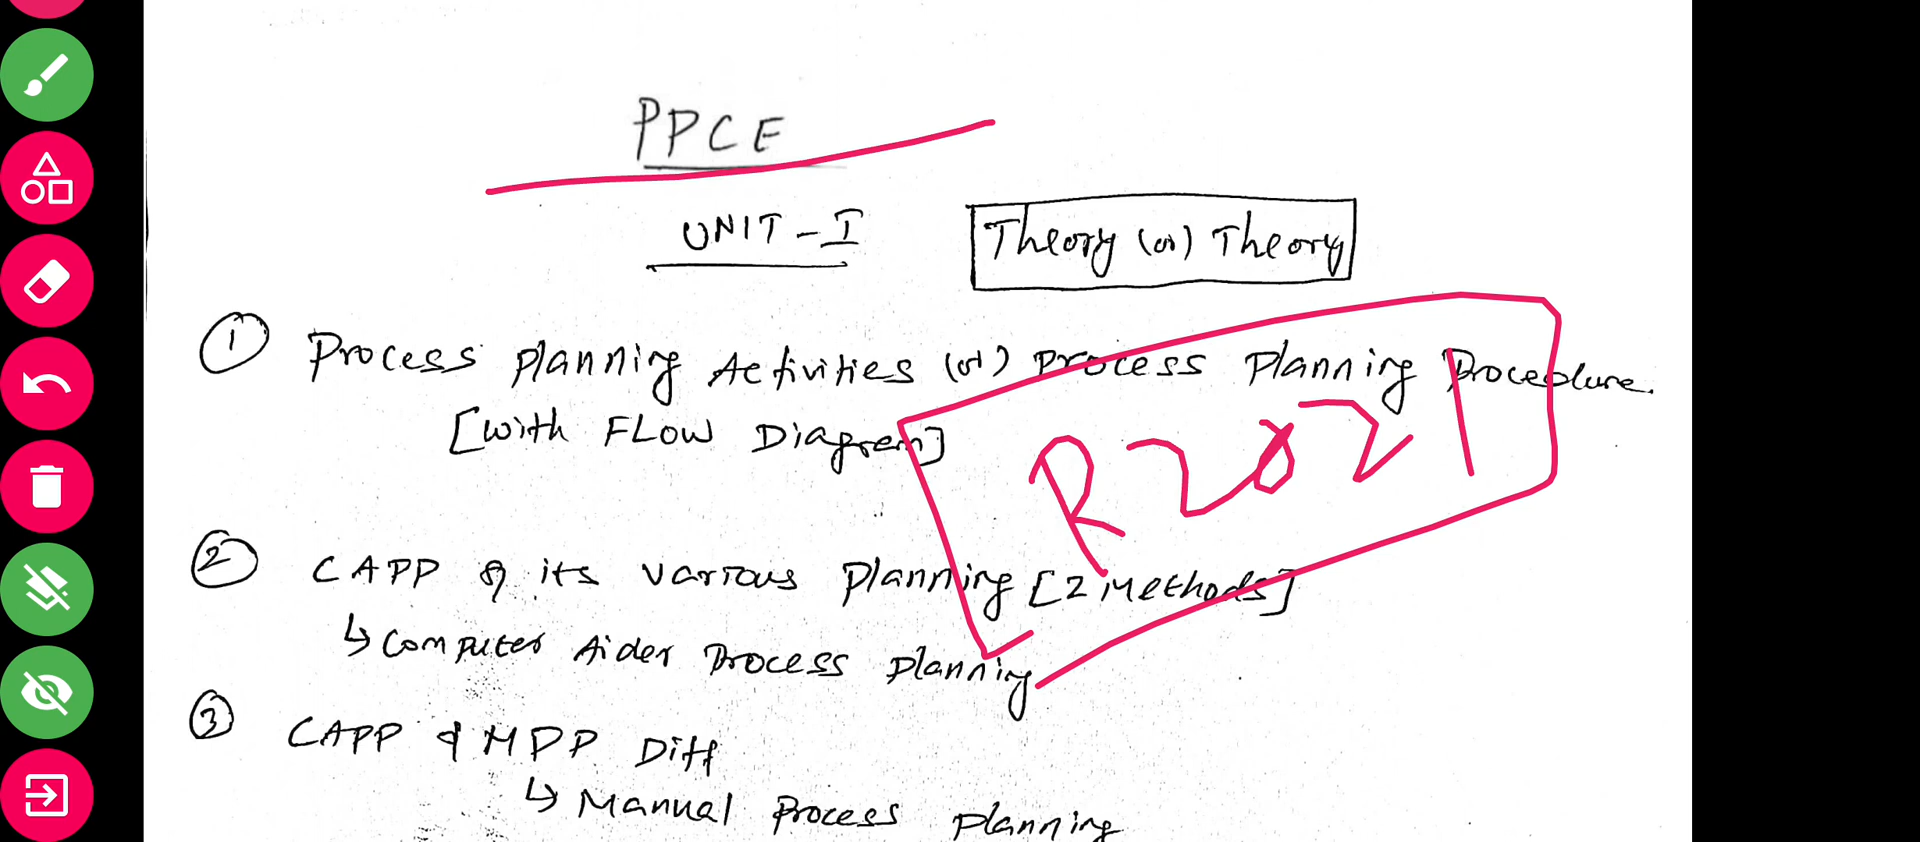 PPCE
UNIT - I
Theory (or) Theory
① Process Planning Activities (or) Process Planning Procedure.
[With FLOW Diagram]
R2021
② CAPP & its various Planning [2 Methods]
↳ Computer Aider Process Planning
③ CAPP & MPP Diff
↳ Manual Process Planning